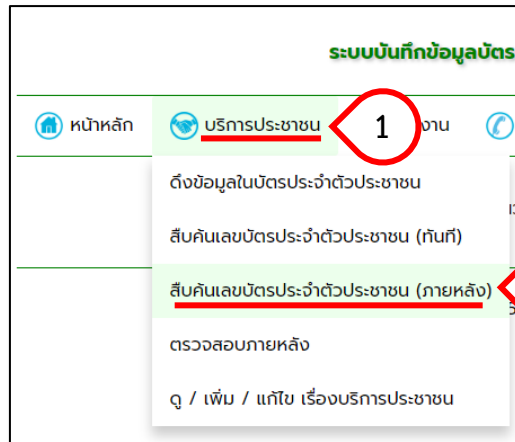 ระบบบันทึกข้อมูลบัตร
หน้าหลัก บริการประชาชน 1 งาน
ดึงข้อมูลในบัตรประจำตัวประชาชน
สืบค้นเลขบัตรประจำตัวประชาชน (ทันที)
สืบค้นเลขบัตรประจำตัวประชาชน (ภายหลัง)
ตรวจสอบภายหลัง
ดู / เพิ่ม / แก้ไข เรื่องบริการประชาชน